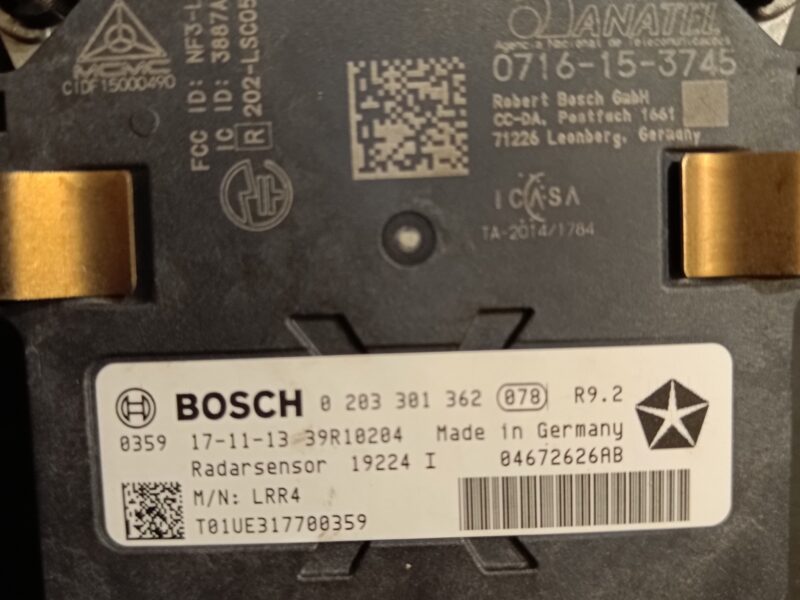 MCMC
CIDF15000490
FCC ID: NF3-L
IC ID: 3887A
R 202-LSC05
ANATEL
Agência Nacional de Telecomunicações
0716-15-3745
Robert Bosch GmbH
CC-DA, Postfach 1661
71226 Leonberg, Germany
ICASA
TA-2014/1784
BOSCH 0 203 301 362 078 R9.2
0359 17-11-13 39R10204 Made in Germany
Radarsensor 19224 I 04672626AB
M/N: LRR4
T01UE317700359